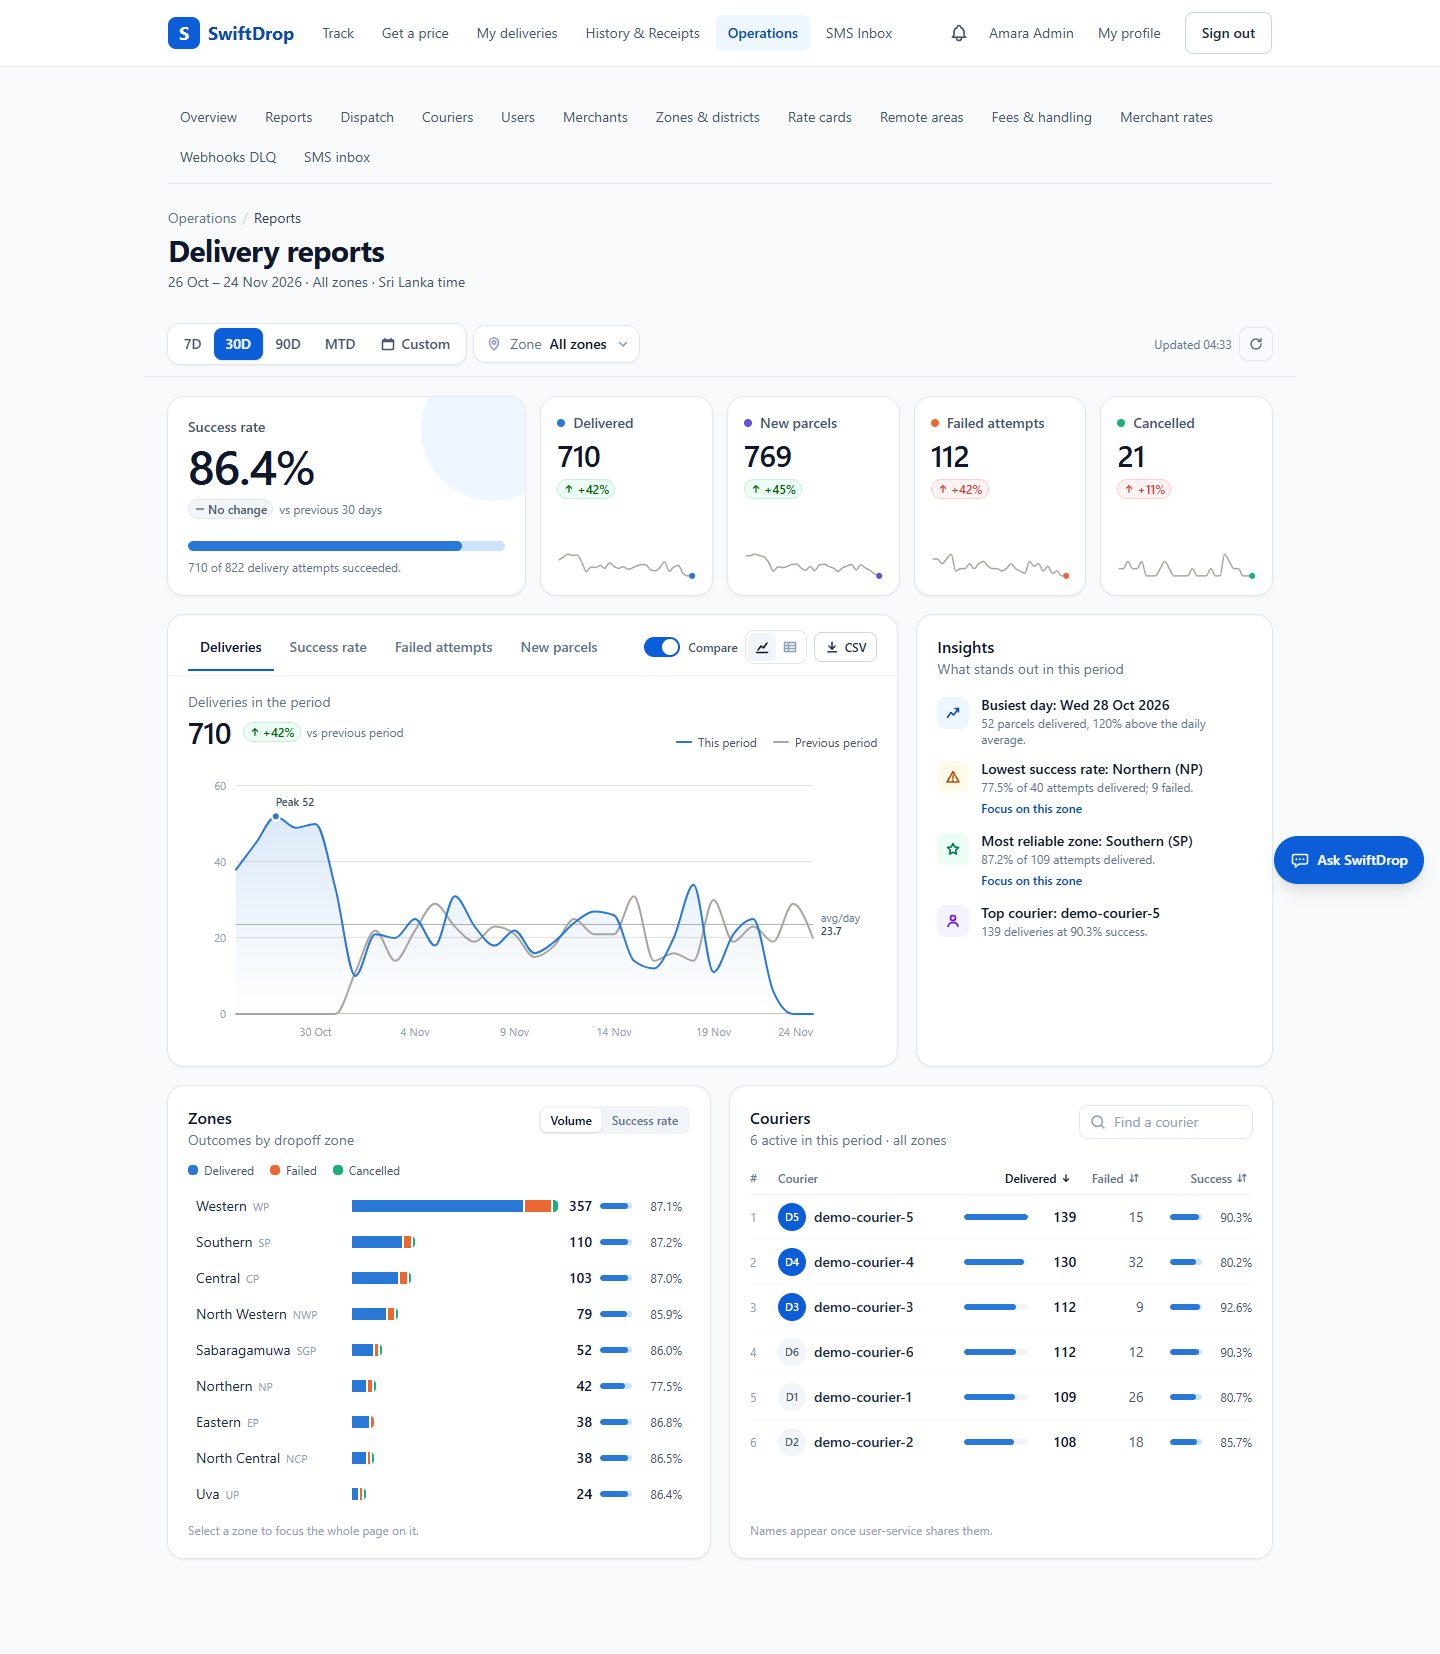 S SwiftDrop Track Get a price My deliveries History & Receipts Operations SMS Inbox Amara Admin My profile Sign out
Overview Reports Dispatch Couriers Users Merchants Zones & districts Rate cards Remote areas Fees & handling Merchant rates
Webhooks DLQ SMS inbox
Operations / Reports
Delivery reports
26 Oct – 24 Nov 2026 · All zones · Sri Lanka time
7D 30D 90D MTD Custom Zone All zones Updated 04:33
Success rate
86.4%
No change vs previous 30 days
710 of 822 delivery attempts succeeded.
Delivered
710
↑ +42%
New parcels
769
↑ +45%
Failed attempts
112
↑ +42%
Cancelled
21
↑ +11%
Deliveries Success rate Failed attempts New parcels Compare CSV
Deliveries in the period
710 ↑ +42% vs previous period
This period Previous period
60
Peak 52
40
avg/day
23.7
20
0
30 Oct 4 Nov 9 Nov 14 Nov 19 Nov 24 Nov
Insights
What stands out in this period
Busiest day: Wed 28 Oct 2026
52 parcels delivered, 120% above the daily
average.
Lowest success rate: Northern (NP)
77.5% of 40 attempts delivered; 9 failed.
Focus on this zone
Most reliable zone: Southern (SP)
87.2% of 109 attempts delivered.
Focus on this zone
Top courier: demo-courier-5
139 deliveries at 90.3% success.
Ask SwiftDrop
Zones
Volume Success rate
Outcomes by dropoff zone
Delivered Failed Cancelled
Western WP 357 87.1%
Southern SP 110 87.2%
Central CP 103 87.0%
North Western NWP 79 85.9%
Sabaragamuwa SGP 52 86.0%
Northern NP 42 77.5%
Eastern EP 38 86.8%
North Central NCP 38 86.5%
Uva UP 24 86.4%
Select a zone to focus the whole page on it.
Couriers
Find a courier
6 active in this period · all zones
# Courier Delivered ↓ Failed ↓↑ Success ↓↑
1 D5 demo-courier-5 139 15 90.3%
2 D4 demo-courier-4 130 32 80.2%
3 D3 demo-courier-3 112 9 92.6%
4 D6 demo-courier-6 112 12 90.3%
5 D1 demo-courier-1 109 26 80.7%
6 D2 demo-courier-2 108 18 85.7%
Names appear once user-service shares them.